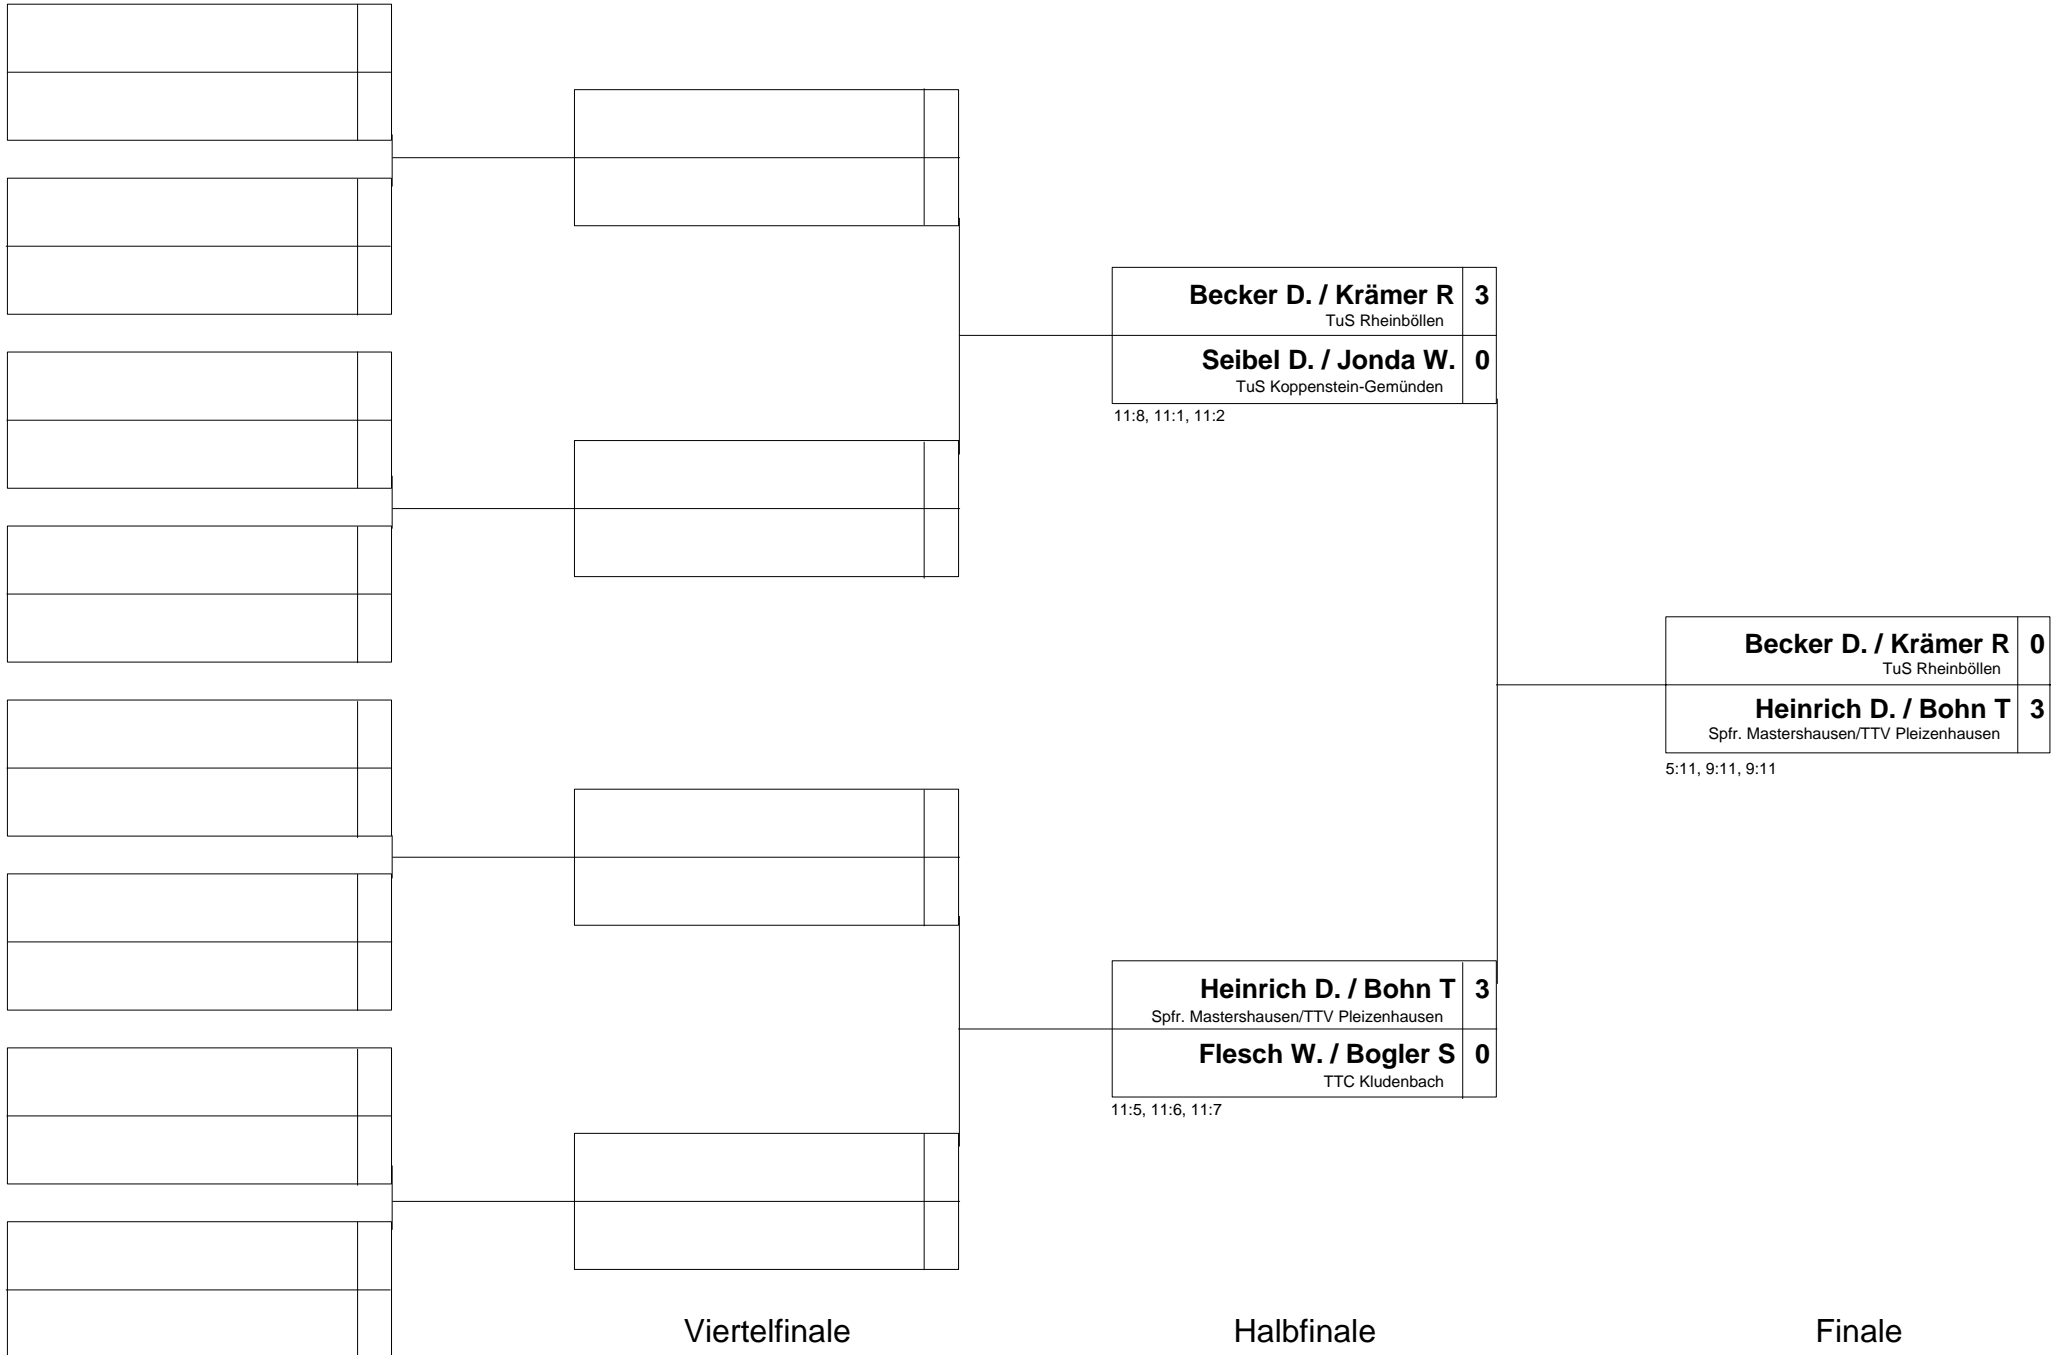 Becker D. / Krämer R 3
TuS Rheinböllen
Seibel D. / Jonda W. 0
TuS Koppenstein-Gemünden
11:8, 11:1, 11:2
Becker D. / Krämer R 0
TuS Rheinböllen
Heinrich D. / Bohn T 3
Spfr. Mastershausen/TTV Pleizenhausen
5:11, 9:11, 9:11
Heinrich D. / Bohn T 3
Spfr. Mastershausen/TTV Pleizenhausen
Flesch W. / Bogler S 0
TTC Kludenbach
11:5, 11:6, 11:7
Viertelfinale Halbfinale Finale